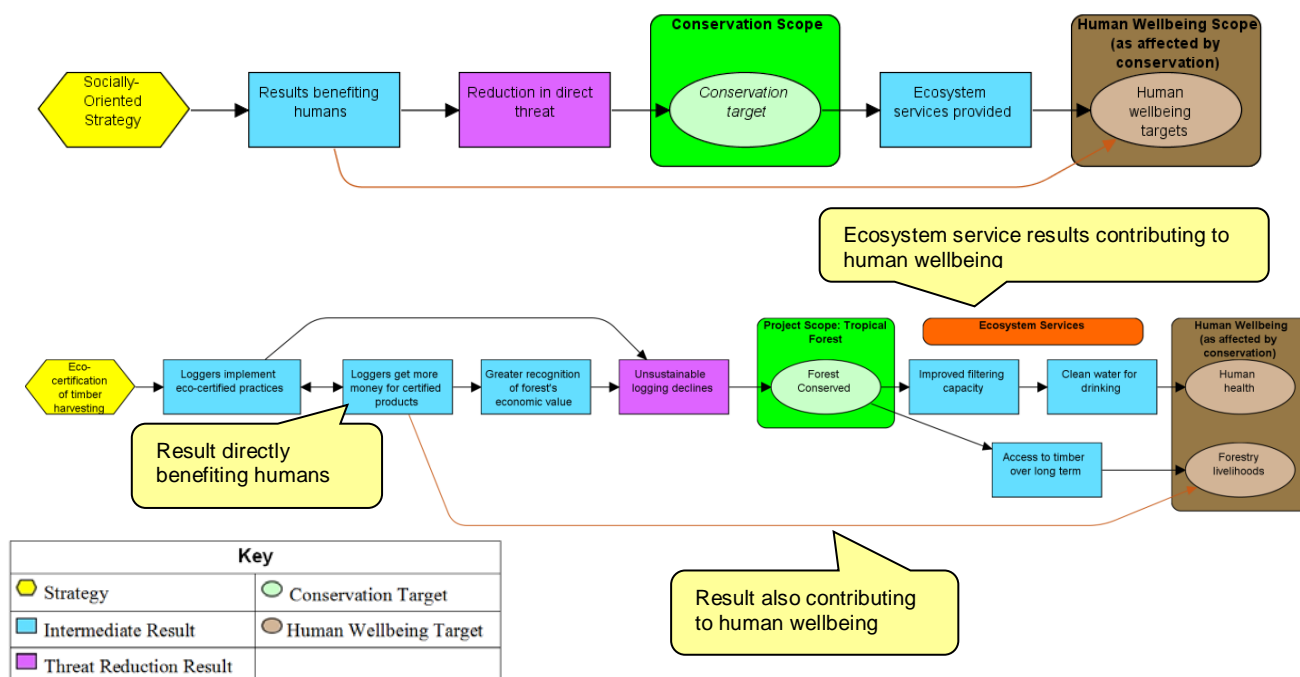 Conservation Scope
Human Wellbeing Scope
(as affected by
conservation)
Socially-
Oriented
Strategy
Results benefiting
humans
Reduction in direct
threat
Conservation
target
Ecosystem
services provided
Human
wellbeing
targets
Ecosystem service results contributing to
human wellbeing
Project Scope: Tropical
Forest
Ecosystem Services
Human Wellbeing
(as affected by
conservation)
Eco-
certification
of timber
harvesting
Loggers implement
eco-certified practices
Loggers get more
money for certified
products
Greater recognition
of forest's
economic value
Unsustainable
logging declines
Forest
Conserved
Improved filtering
capacity
Clean water for
drinking
Human
health
Access to timber
over long term
Forestry
livelihoods
Result directly
benefiting humans
Result also contributing
to human wellbeing
Key
Strategy
Conservation Target
Intermediate Result
Human Wellbeing Target
Threat Reduction Result